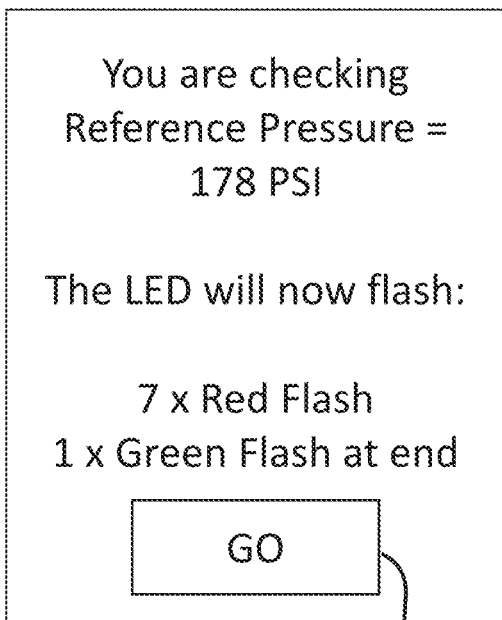 You are checking
Reference Pressure =
178 PSI
The LED will now flash:
7 x Red Flash
1 x Green Flash at end
GO